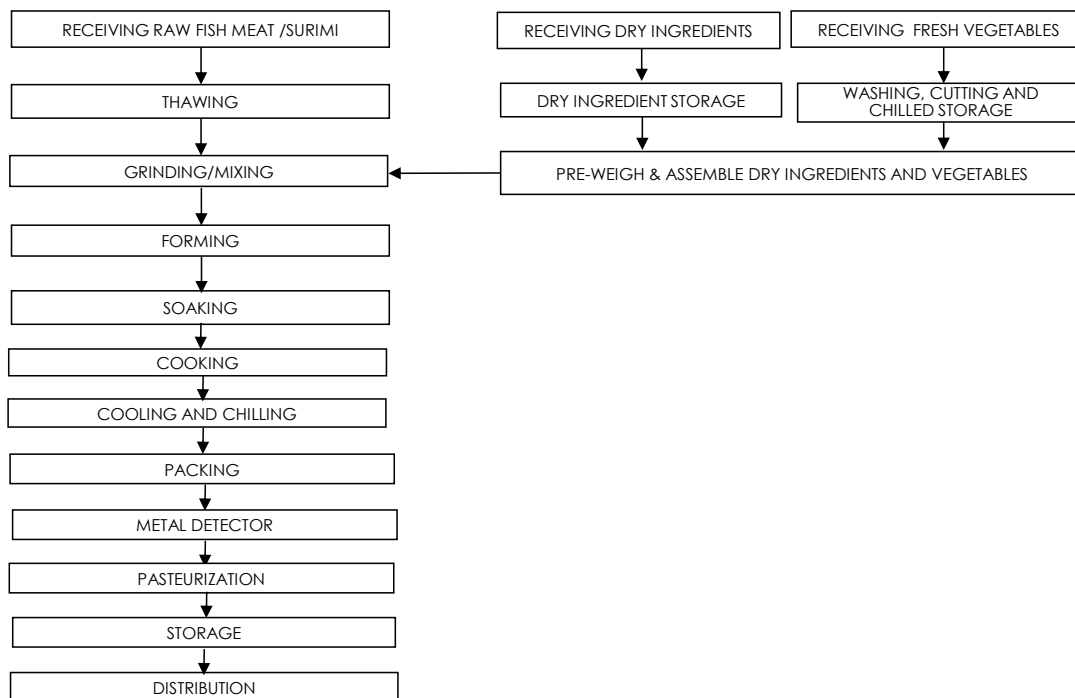 RECEIVING RAW FISH MEAT /SURIMI
RECEIVING DRY INGREDIENTS
RECEIVING FRESH VEGETABLES
THAWING
DRY INGREDIENT STORAGE
WASHING, CUTTING AND
CHILLED STORAGE
GRINDING/MIXING
PRE-WEIGH & ASSEMBLE DRY INGREDIENTS AND VEGETABLES
FORMING
SOAKING
COOKING
COOLING AND CHILLING
PACKING
METAL DETECTOR
PASTEURIZATION
STORAGE
DISTRIBUTION